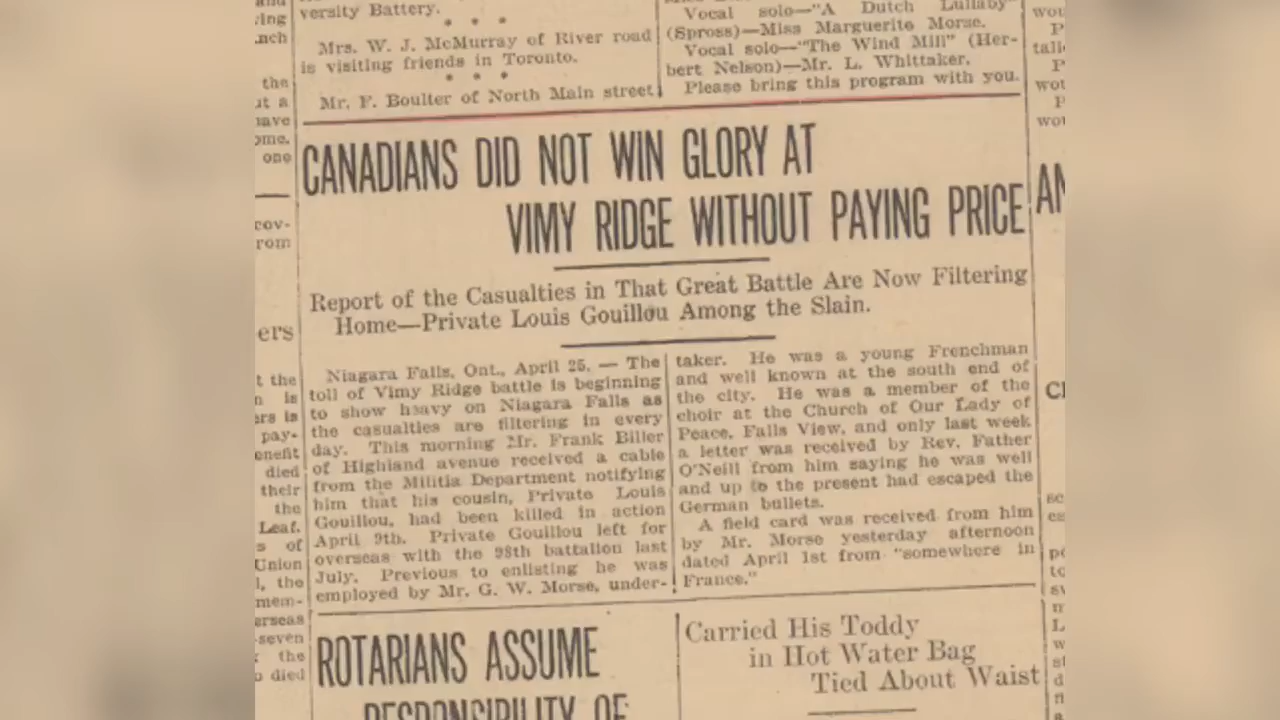 versity Battery.
* * *
Mrs. W. J. McMurray of River road
is visiting friends in Toronto.
* * *
Mr. F. Boulter of North Main street
Vocal solo—"A Dutch Lullaby"
(Spross)—Miss Marguerite Morse.
Vocal solo—"The Wind Mill" (Her-
bert Nelson)—Mr. L. Whittaker.
Please bring this program with you.
CANADIANS DID NOT WIN GLORY AT
VIMY RIDGE WITHOUT PAYING PRICE
Report of the Casualties in That Great Battle Are Now Filtering
Home—Private Louis Gouillou Among the Slain.
Niagara Falls, Ont., April 25. — The
toll of Vimy Ridge battle is beginning
to show heavy on Niagara Falls as
the casualties are filtering in every
day. This morning Mr. Frank Biller
of Highland avenue received a cable
from the Militia Department notifying
him that his cousin, Private Louis
Gouillou, had been killed in action
April 9th. Private Gouillou left for
overseas with the 98th battalion last
July. Previous to enlisting he was
employed by Mr. G. W. Morse, under-
taker. He was a young Frenchman
and well known at the south end of
the city. He was a member of the
choir at the Church of Our Lady of
Peace, Falls View, and only last week
a letter was received by Rev. Father
O'Neill from him saying he was well
and up to the present had escaped the
German bullets.
A field card was received from him
by Mr. Morse yesterday afternoon
dated April 1st from "somewhere in
France."
ROTARIANS ASSUME
RESPONSIBILITY OF
Carried His Toddy
in Hot Water Bag
Tied About Waist